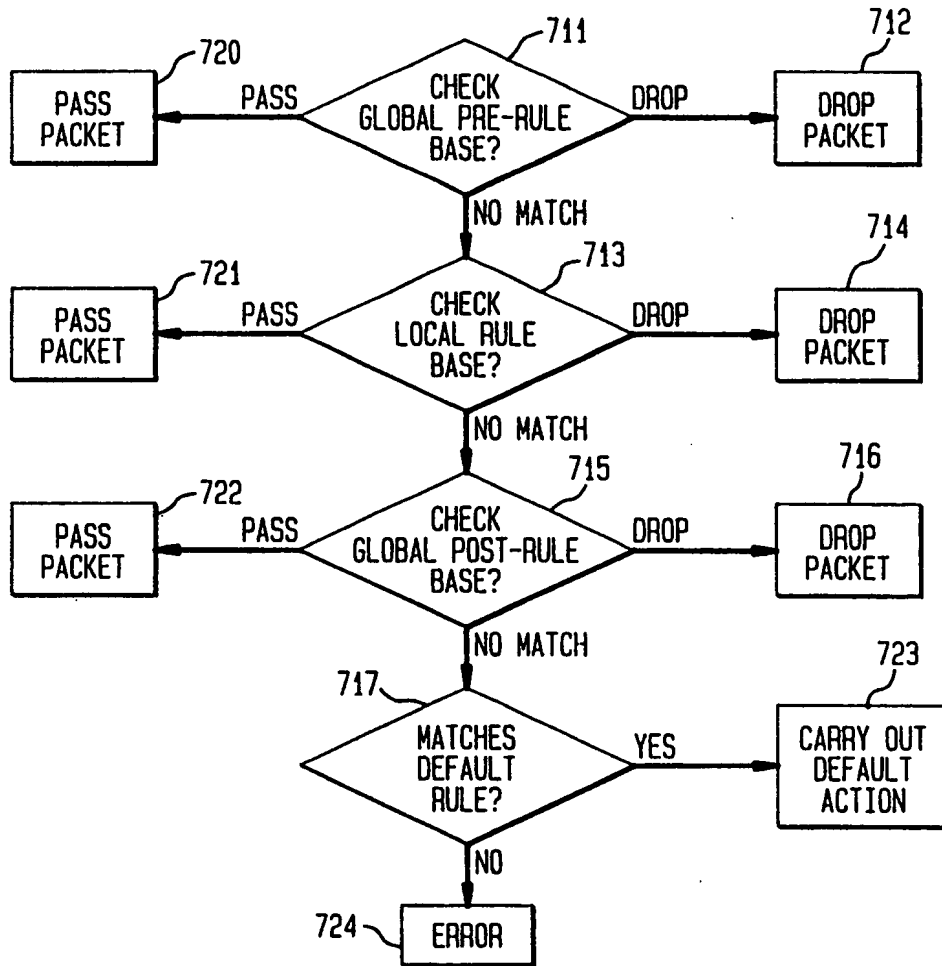 711
720
712
PASS
PACKET
PASS
CHECK
GLOBAL PRE-RULE
BASE?
DROP
DROP
PACKET
NO MATCH
713
721
714
PASS
PACKET
PASS
CHECK
LOCAL RULE
BASE?
DROP
DROP
PACKET
NO MATCH
715
722
716
PASS
PACKET
PASS
CHECK
GLOBAL POST-RULE
BASE?
DROP
DROP
PACKET
NO MATCH
717
723
MATCHES
DEFAULT
RULE?
YES
CARRY OUT
DEFAULT
ACTION
NO
724
ERROR